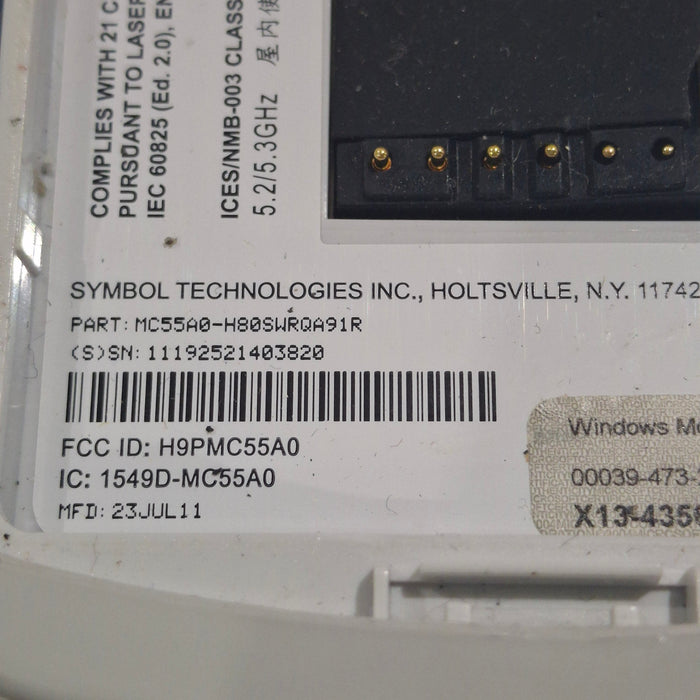 COMPLIES WITH 21 C
PURSUANT TO LASER
IEC 60825 (Ed. 2.0), EN
ICES/NMB-003 CLASS
5.2/5.3GHz 屋内使
SYMBOL TECHNOLOGIES INC., HOLTSVILLE, N.Y. 11742
PART: MC55A0-H80SWRQA91R
(S)SN: 11192521403820
FCC ID: H9PMC55A0
IC: 1549D-MC55A0
MFD: 23JUL11
Windows Mo
00039-473-
X13-435